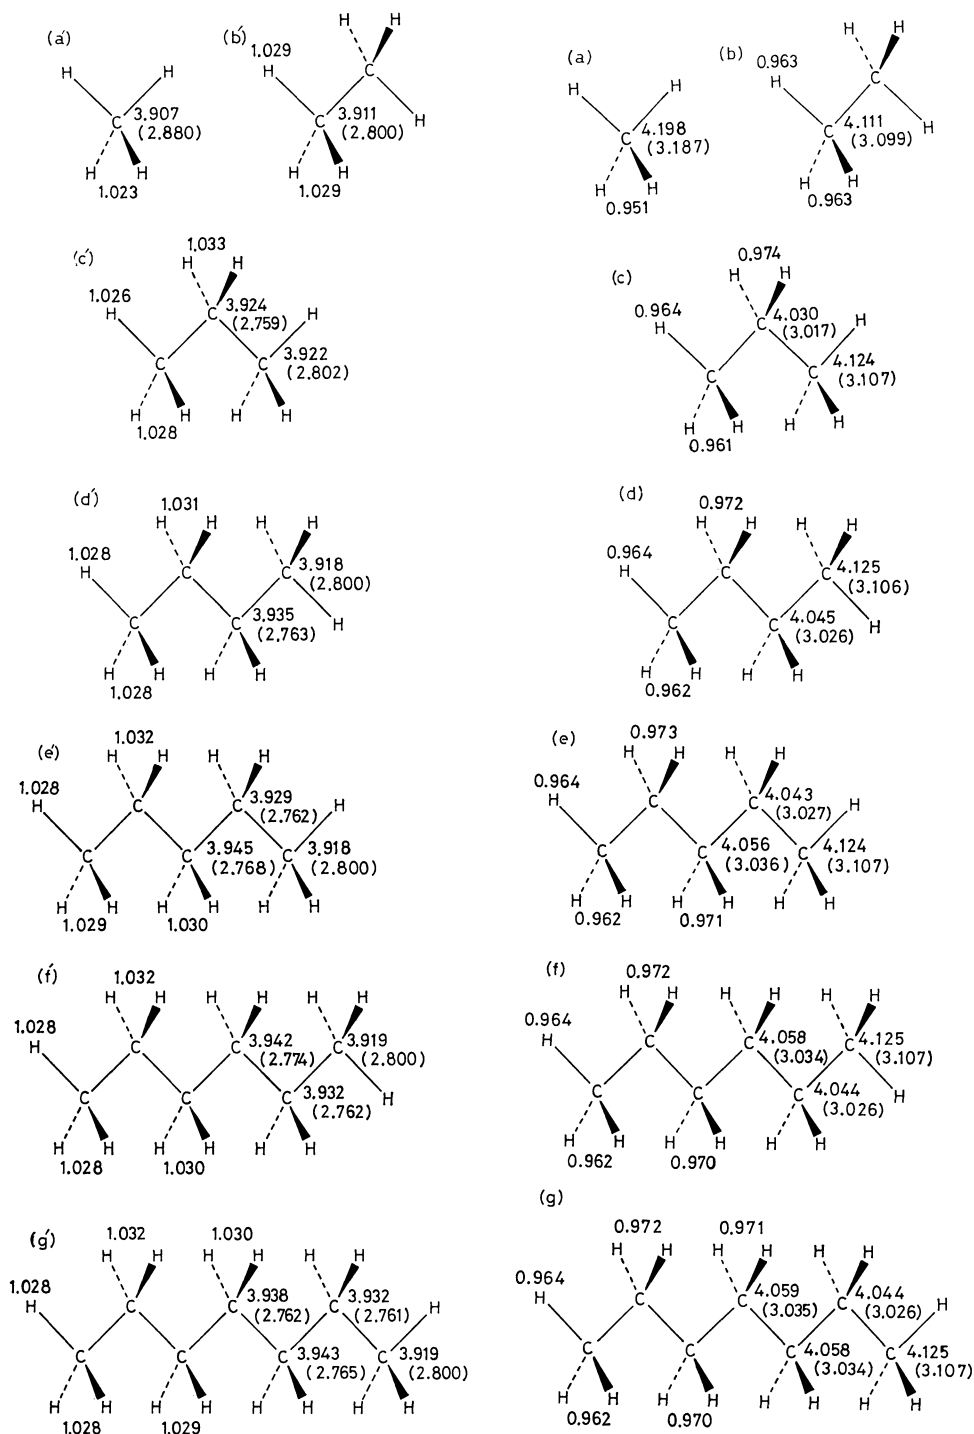 (a′)
H H
C 3.907
(2.880)
H H
1.023
(b′)
H H
1.029
H C
C 3.911 H
(2.800)
H H
1.029
(a)
H H
C 4.198
(3.187)
H H
0.951
(b)
H H
0.963
H C
C 4.111 H
(3.099)
H H
0.963
(c′)
1.033
H H
1.026
H C 3.924 H
(2.759)
C C 3.922
(2.802)
H H H H
1.028
(c)
0.974
H H
0.964
H C 4.030 H
(3.017)
C C 4.124
(3.107)
H H H H
0.961
(d′)
1.031
H H H H
1.028
H C C 3.918
(2.800)
C C 3.935 H
(2.763)
H H H H
1.028
(d)
0.972
H H H H
0.964
H C C 4.125
(3.106)
C C 4.045 H
(3.026)
H H H H
0.962
(e′)
1.032
H H H H
1.028
H C C 3.929 H
(2.762)
C C 3.945 C 3.918
(2.768) (2.800)
H H H H H H
1.029 1.030
(e)
0.973
H H H H
0.964
H C C 4.043 H
(3.027)
C C 4.056 C 4.124
(3.036) (3.107)
H H H H H H
0.962 0.971
(f′)
1.032
H H H H H H
1.028
H C C 3.942 C 3.919
(2.774) (2.800)
C C C 3.932 H
(2.762)
H H H H H H
1.028 1.030
(f)
0.972
H H H H H H
0.964
H C C 4.058 C 4.125
(3.034) (3.107)
C C C 4.044 H
(3.026)
H H H H H H
0.962 0.970
(g′)
1.032 1.030
H H H H H H
1.028
H C C 3.938 C 3.932 H
(2.762) (2.761)
C C C 3.943 C 3.919
(2.765) (2.800)
H H H H H H H H
1.028 1.029
(g)
0.972 0.971
H H H H H H
0.964
H C C 4.059 C 4.044 H
(3.035) (3.026)
C C C 4.058 C 4.125
(3.034) (3.107)
H H H H H H H H
0.962 0.970